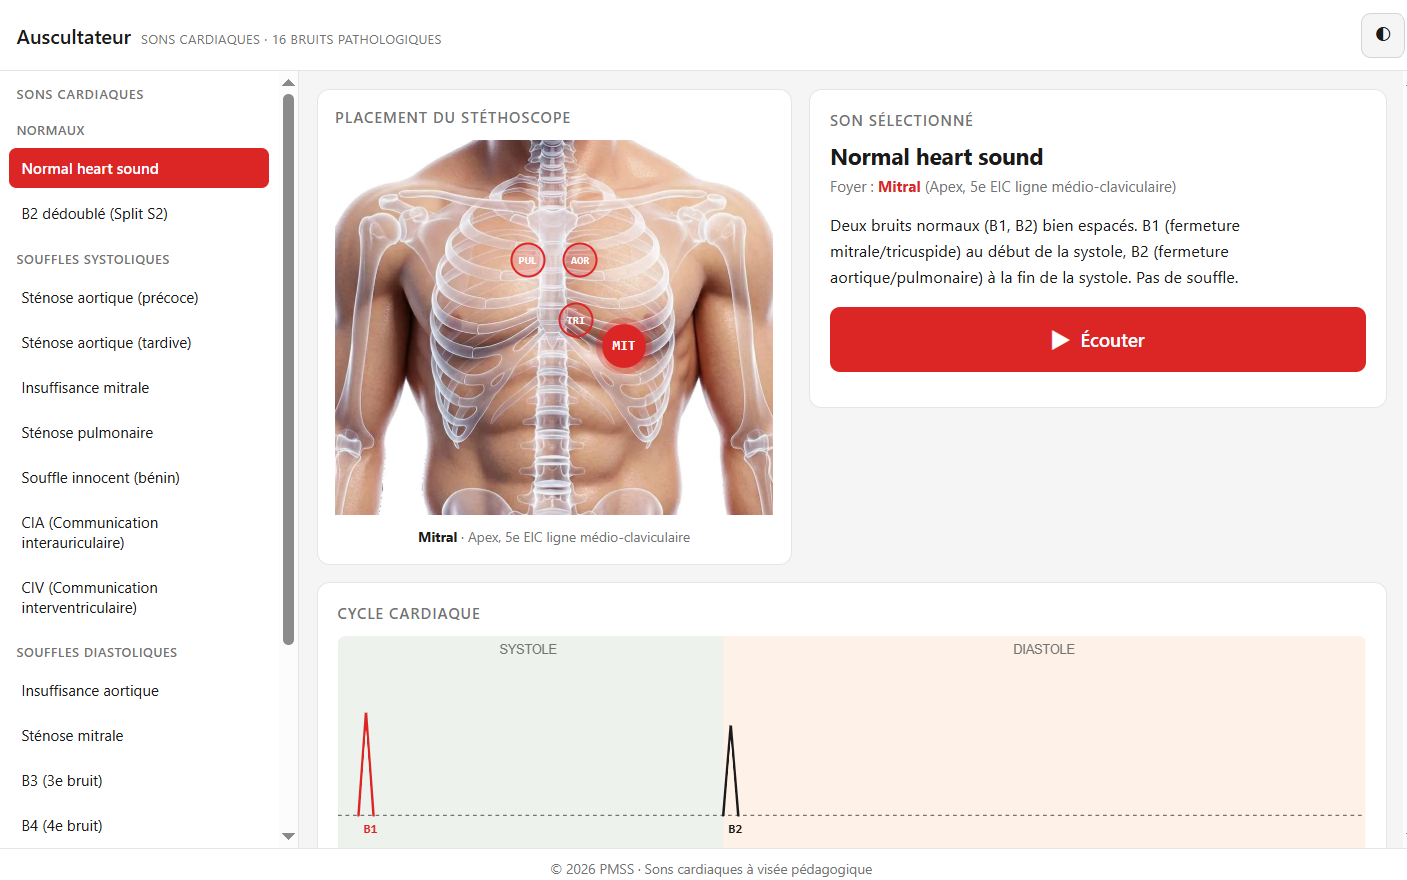 Auscultateur SONS CARDIAQUES · 16 BRUITS PATHOLOGIQUES
SONS CARDIAQUES
NORMAUX
Normal heart sound
B2 dédoublé (Split S2)
SOUFFLES SYSTOLIQUES
Sténose aortique (précoce)
Sténose aortique (tardive)
Insuffisance mitrale
Sténose pulmonaire
Souffle innocent (bénin)
CIA (Communication
interauriculaire)
CIV (Communication
interventriculaire)
SOUFFLES DIASTOLIQUES
Insuffisance aortique
Sténose mitrale
B3 (3e bruit)
B4 (4e bruit)
PLACEMENT DU STÉTHOSCOPE
PUL
AOR
TRI
MIT
Mitral · Apex, 5e EIC ligne médio-claviculaire
SON SÉLECTIONNÉ
Normal heart sound
Foyer : Mitral (Apex, 5e EIC ligne médio-claviculaire)
Deux bruits normaux (B1, B2) bien espacés. B1 (fermeture
mitrale/tricuspide) au début de la systole, B2 (fermeture
aortique/pulmonaire) à la fin de la systole. Pas de souffle.
Écouter
CYCLE CARDIAQUE
SYSTOLE
DIASTOLE
B1
B2
© 2026 PMSS · Sons cardiaques à visée pédagogique